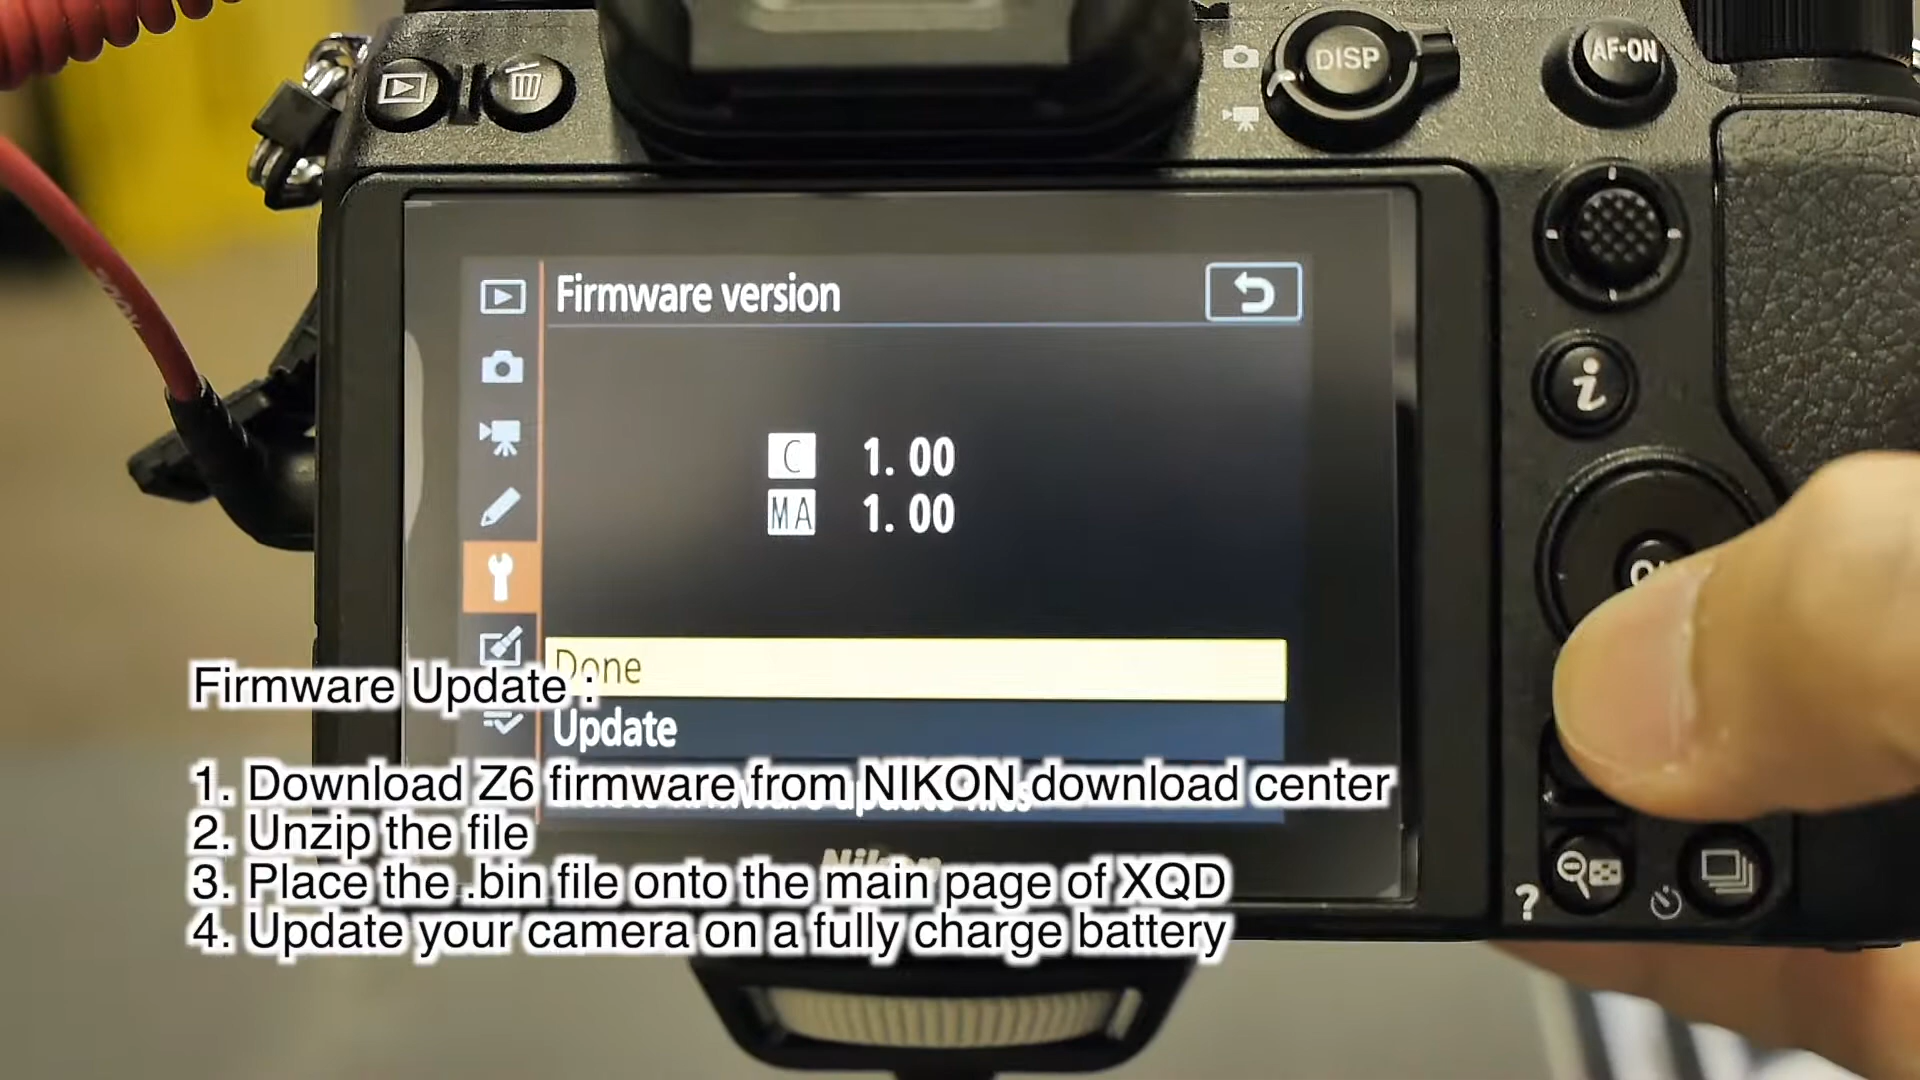 DISP
AF-ON
Firmware version
C 1. 00
MA 1. 00
i
Done
Update
Firmware Update :
1. Download Z6 firmware from NIKON download center
2. Unzip the file
3. Place the .bin file onto the main page of XQD
4. Update your camera on a fully charge battery
Nikon
?